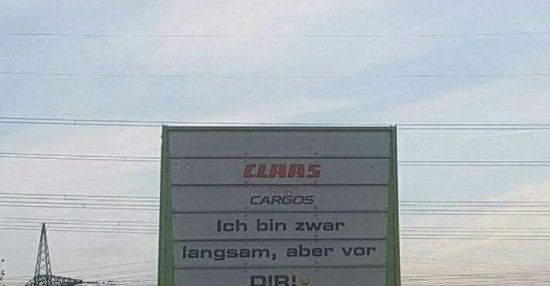 CLAAS
CARGOS
Ich bin zwar
langsam, aber vor
DIR!